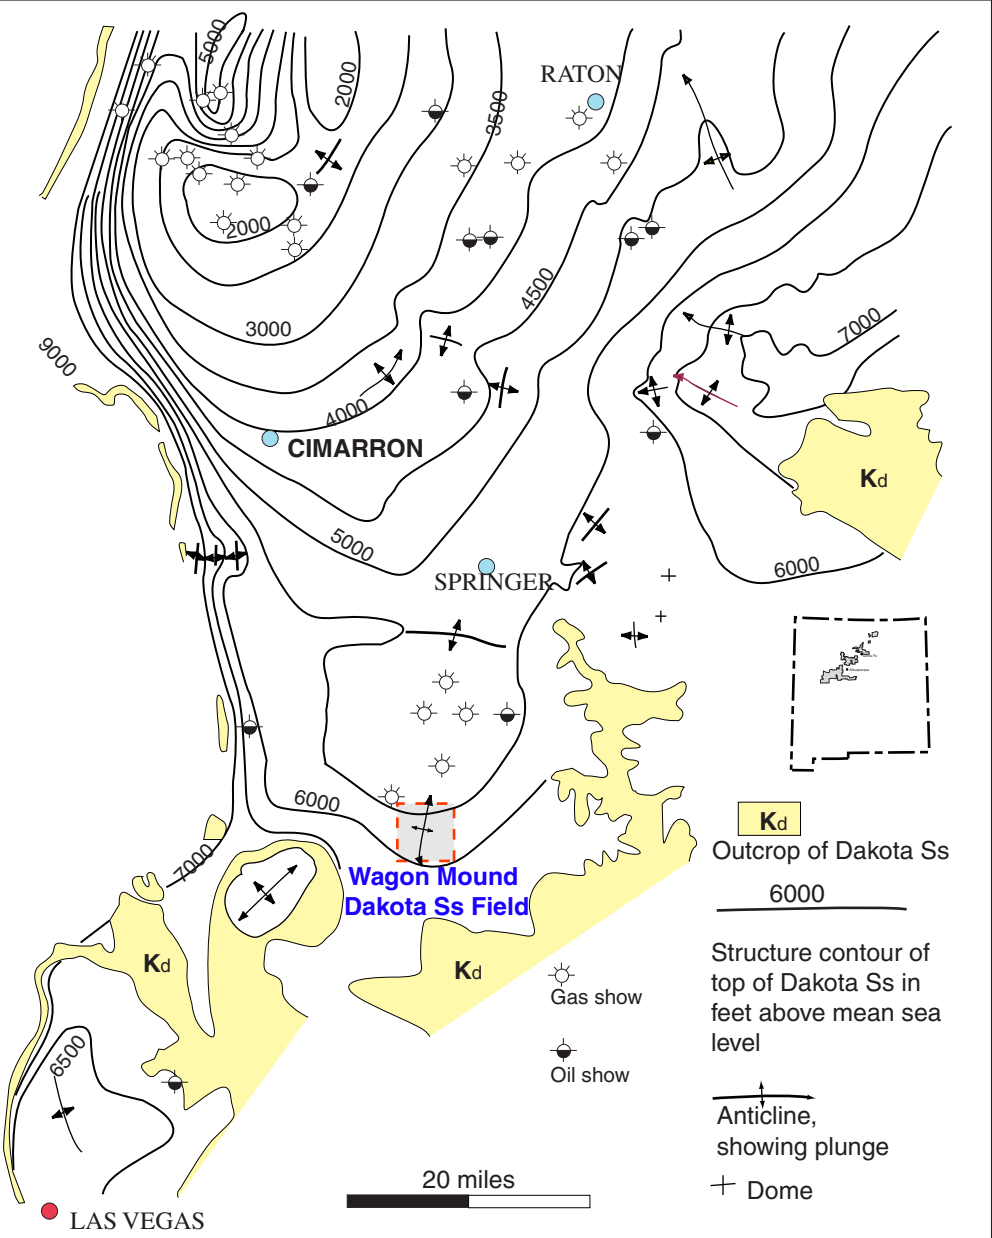 5000
2000
3500
RATON
2000
4500
3000
7000
9000
4000
CIMARRON
Kd
5000
SPRINGER
6000
6000
Kd
Outcrop of Dakota Ss
7000
Wagon Mound
Dakota Ss Field
6000
Structure contour of
top of Dakota Ss in
feet above mean sea
level
Kd
Kd
Gas show
6500
Oil show
Anticline,
showing plunge
20 miles
Dome
LAS VEGAS